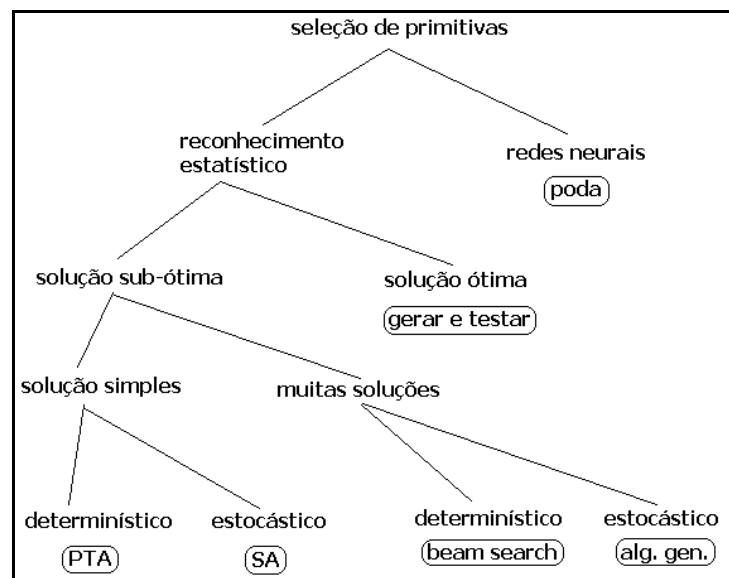 seleção de primitivas
reconhecimento
estatístico
redes neurais
poda
solução sub-ótima
solução ótima
gerar e testar
solução simples
muitas soluções
determinístico
estocástico
determinístico
estocástico
PTA
SA
beam search
alg. gen.